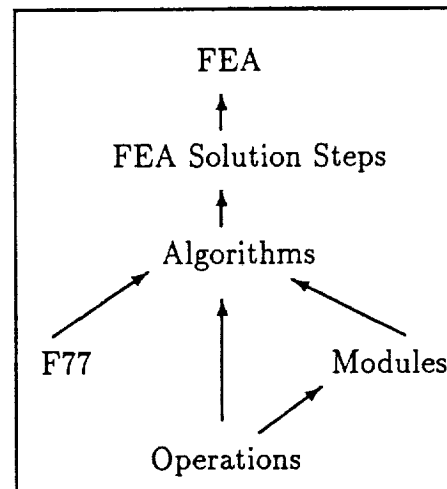 FEA
FEA Solution Steps
Algorithms
F77
Modules
Operations